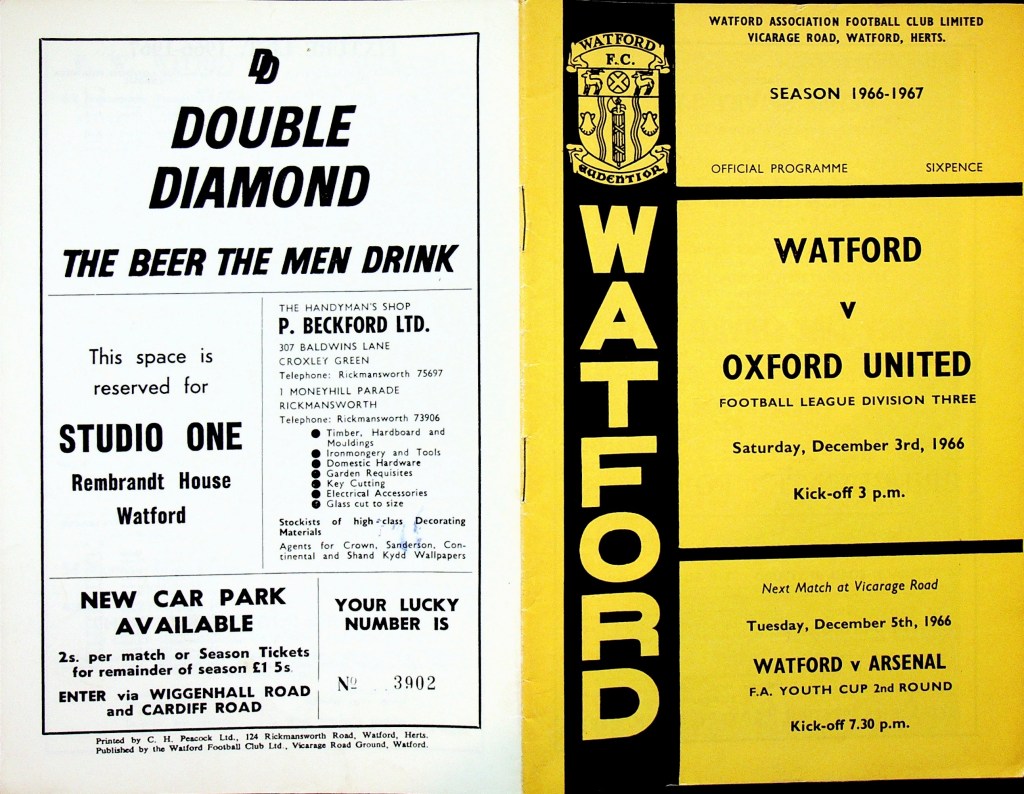 DD
DOUBLE
DIAMOND
THE BEER THE MEN DRINK
This space is
reserved for
STUDIO ONE
Rembrandt House
Watford
THE HANDYMAN'S SHOP
P. BECKFORD LTD.
307 BALDWINS LANE
CROXLEY GREEN
Telephone: Rickmansworth 75697
1 MONEYHILL PARADE
RICKMANSWORTH
Telephone: Rickmansworth 73906
● Timber, Hardboard and
Mouldings
● Ironmongery and Tools
● Domestic Hardware
● Garden Requisites
● Key Cutting
● Electrical Accessories
● Glass cut to size
Stockists of high-class Decorating
Materials
Agents for Crown, Sanderson, Con-
tinental and Shand Kydd Wallpapers
NEW CAR PARK
AVAILABLE
2s. per match or Season Tickets
for remainder of season £1 5s.
ENTER via WIGGENHALL ROAD
and CARDIFF ROAD
YOUR LUCKY
NUMBER IS
Nº 3902
Printed by C. H. Peacock Ltd., 124 Rickmansworth Road, Watford, Herts.
Published by the Watford Football Club Ltd., Vicarage Road Ground, Watford.
WATFORD
F.C.
AUDENTIOR
WATFORD
WATFORD ASSOCIATION FOOTBALL CLUB LIMITED
VICARAGE ROAD, WATFORD, HERTS.
SEASON 1966-1967
OFFICIAL PROGRAMME SIXPENCE
WATFORD
v
OXFORD UNITED
FOOTBALL LEAGUE DIVISION THREE
Saturday, December 3rd, 1966
Kick-off 3 p.m.
Next Match at Vicarage Road
Tuesday, December 5th, 1966
WATFORD v ARSENAL
F.A. YOUTH CUP 2nd ROUND
Kick-off 7.30 p.m.